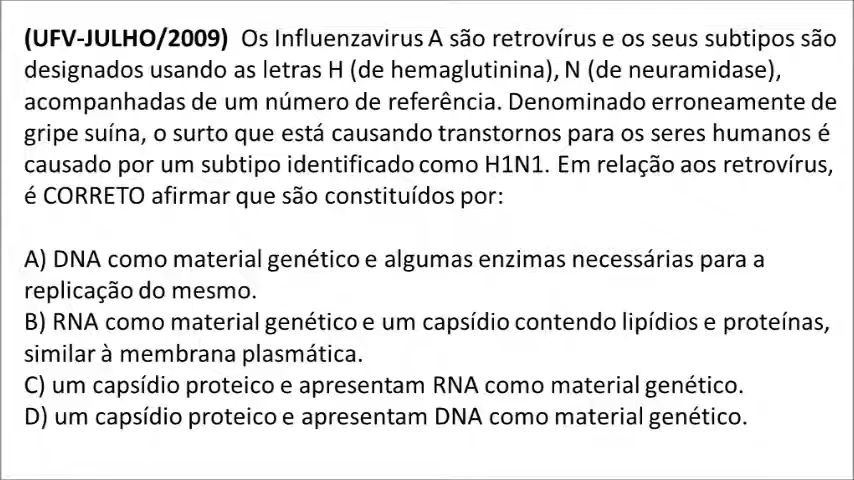 (UFV-JULHO/2009) Os Influenzavirus A são retrovírus e os seus subtipos são
designados usando as letras H (de hemaglutinina), N (de neuramidase),
acompanhadas de um número de referência. Denominado erroneamente de
gripe suína, o surto que está causando transtornos para os seres humanos é
causado por um subtipo identificado como H1N1. Em relação aos retrovírus,
é CORRETO afirmar que são constituídos por:
A) DNA como material genético e algumas enzimas necessárias para a
replicação do mesmo.
B) RNA como material genético e um capsídio contendo lipídios e proteínas,
similar à membrana plasmática.
C) um capsídio proteico e apresentam RNA como material genético.
D) um capsídio proteico e apresentam DNA como material genético.